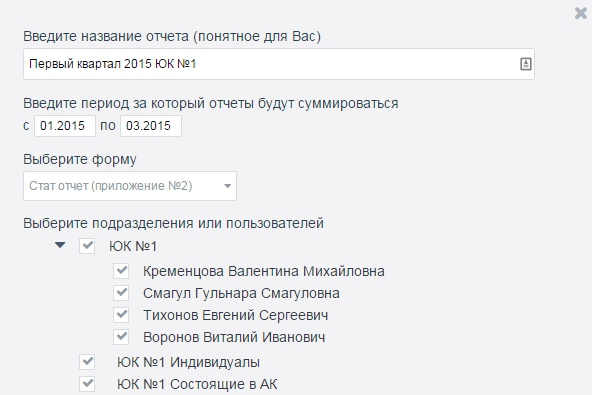 Введите название отчета (понятное для Вас)
Первый квартал 2015 ЮК №1
Введите период за который отчеты будут суммироваться
с 01.2015 по 03.2015
Выберите форму
Стат отчет (приложение №2)
Выберите подразделения или пользователей
ЮК №1
Кременцова Валентина Михайловна
Смагул Гульнара Смагуловна
Тихонов Евгений Сергеевич
Воронов Виталий Иванович
ЮК №1 Индивидуалы
ЮК №1 Состоящие в АК